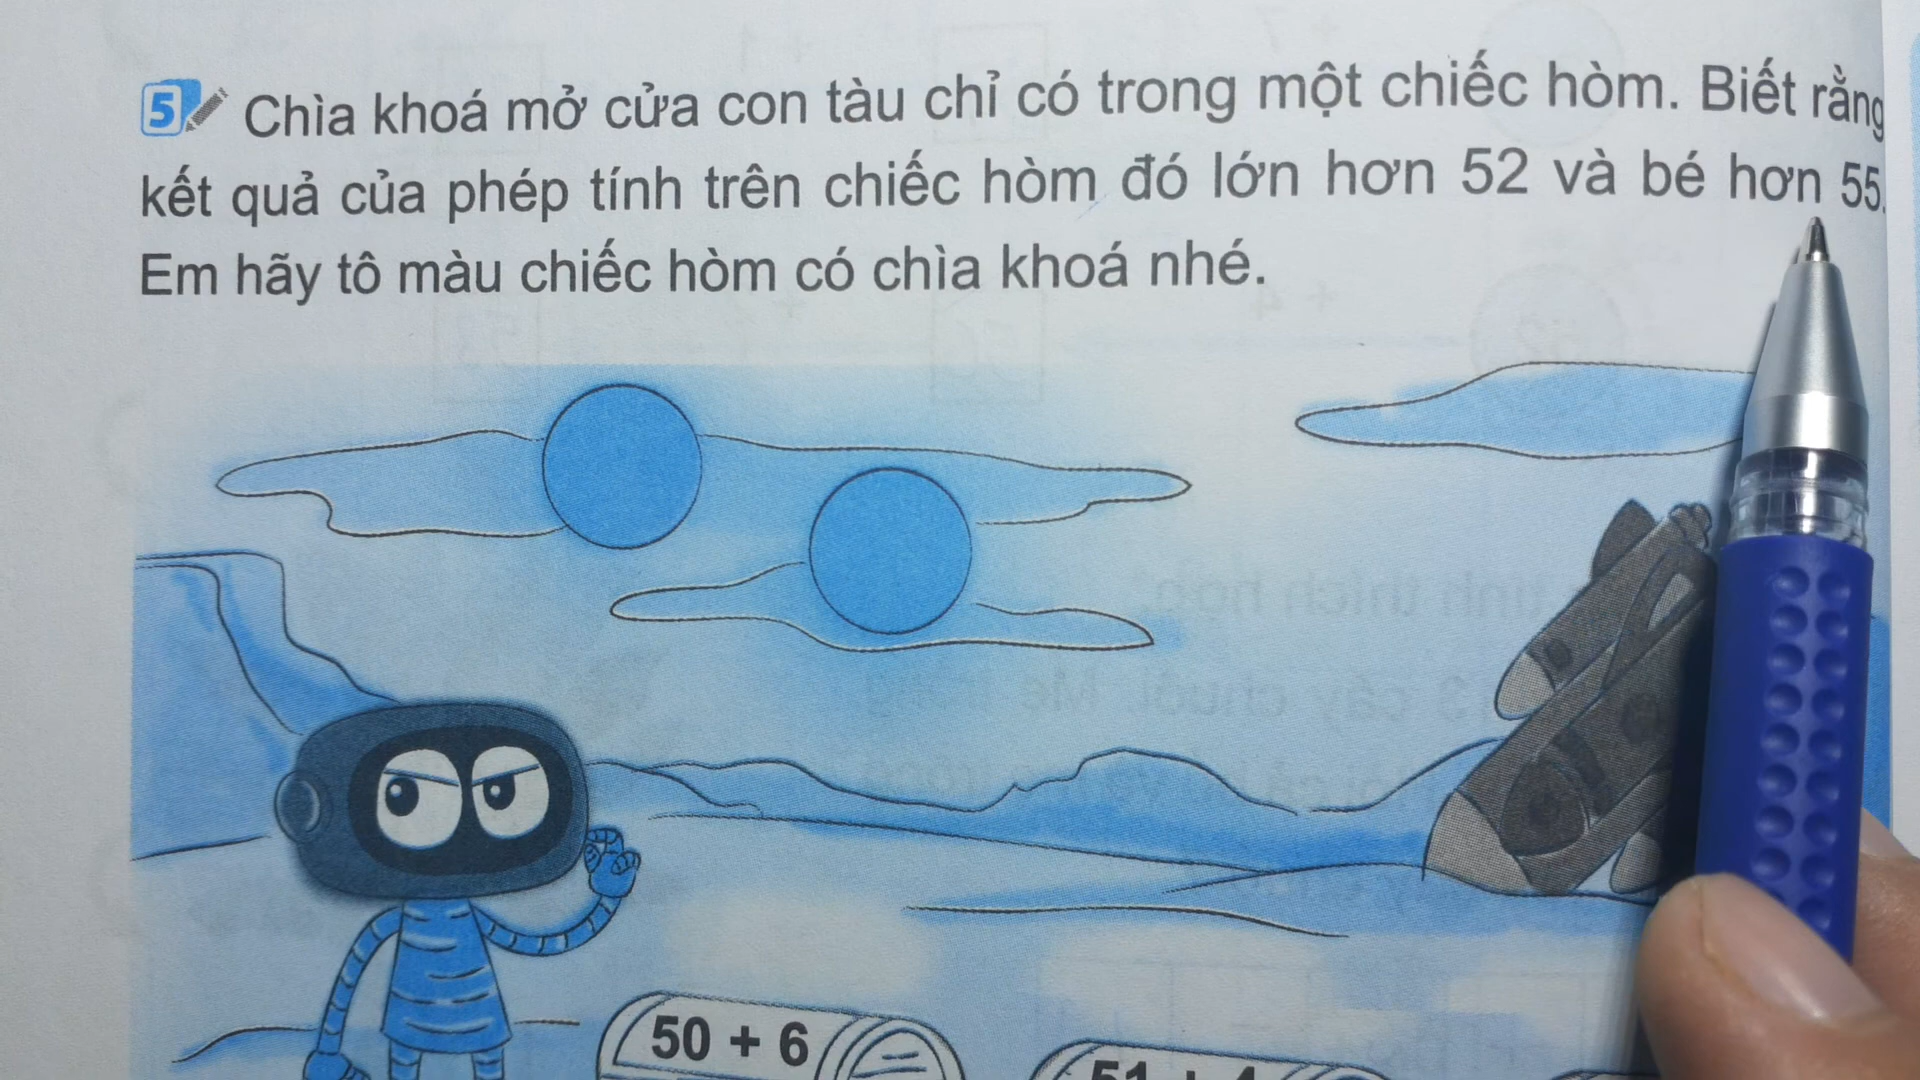 5 Chìa khoá mở cửa con tàu chỉ có trong một chiếc hòm. Biết rằng
kết quả của phép tính trên chiếc hòm đó lớn hơn 52 và bé hơn 55.
Em hãy tô màu chiếc hòm có chìa khoá nhé.
50 + 6
51 + 4